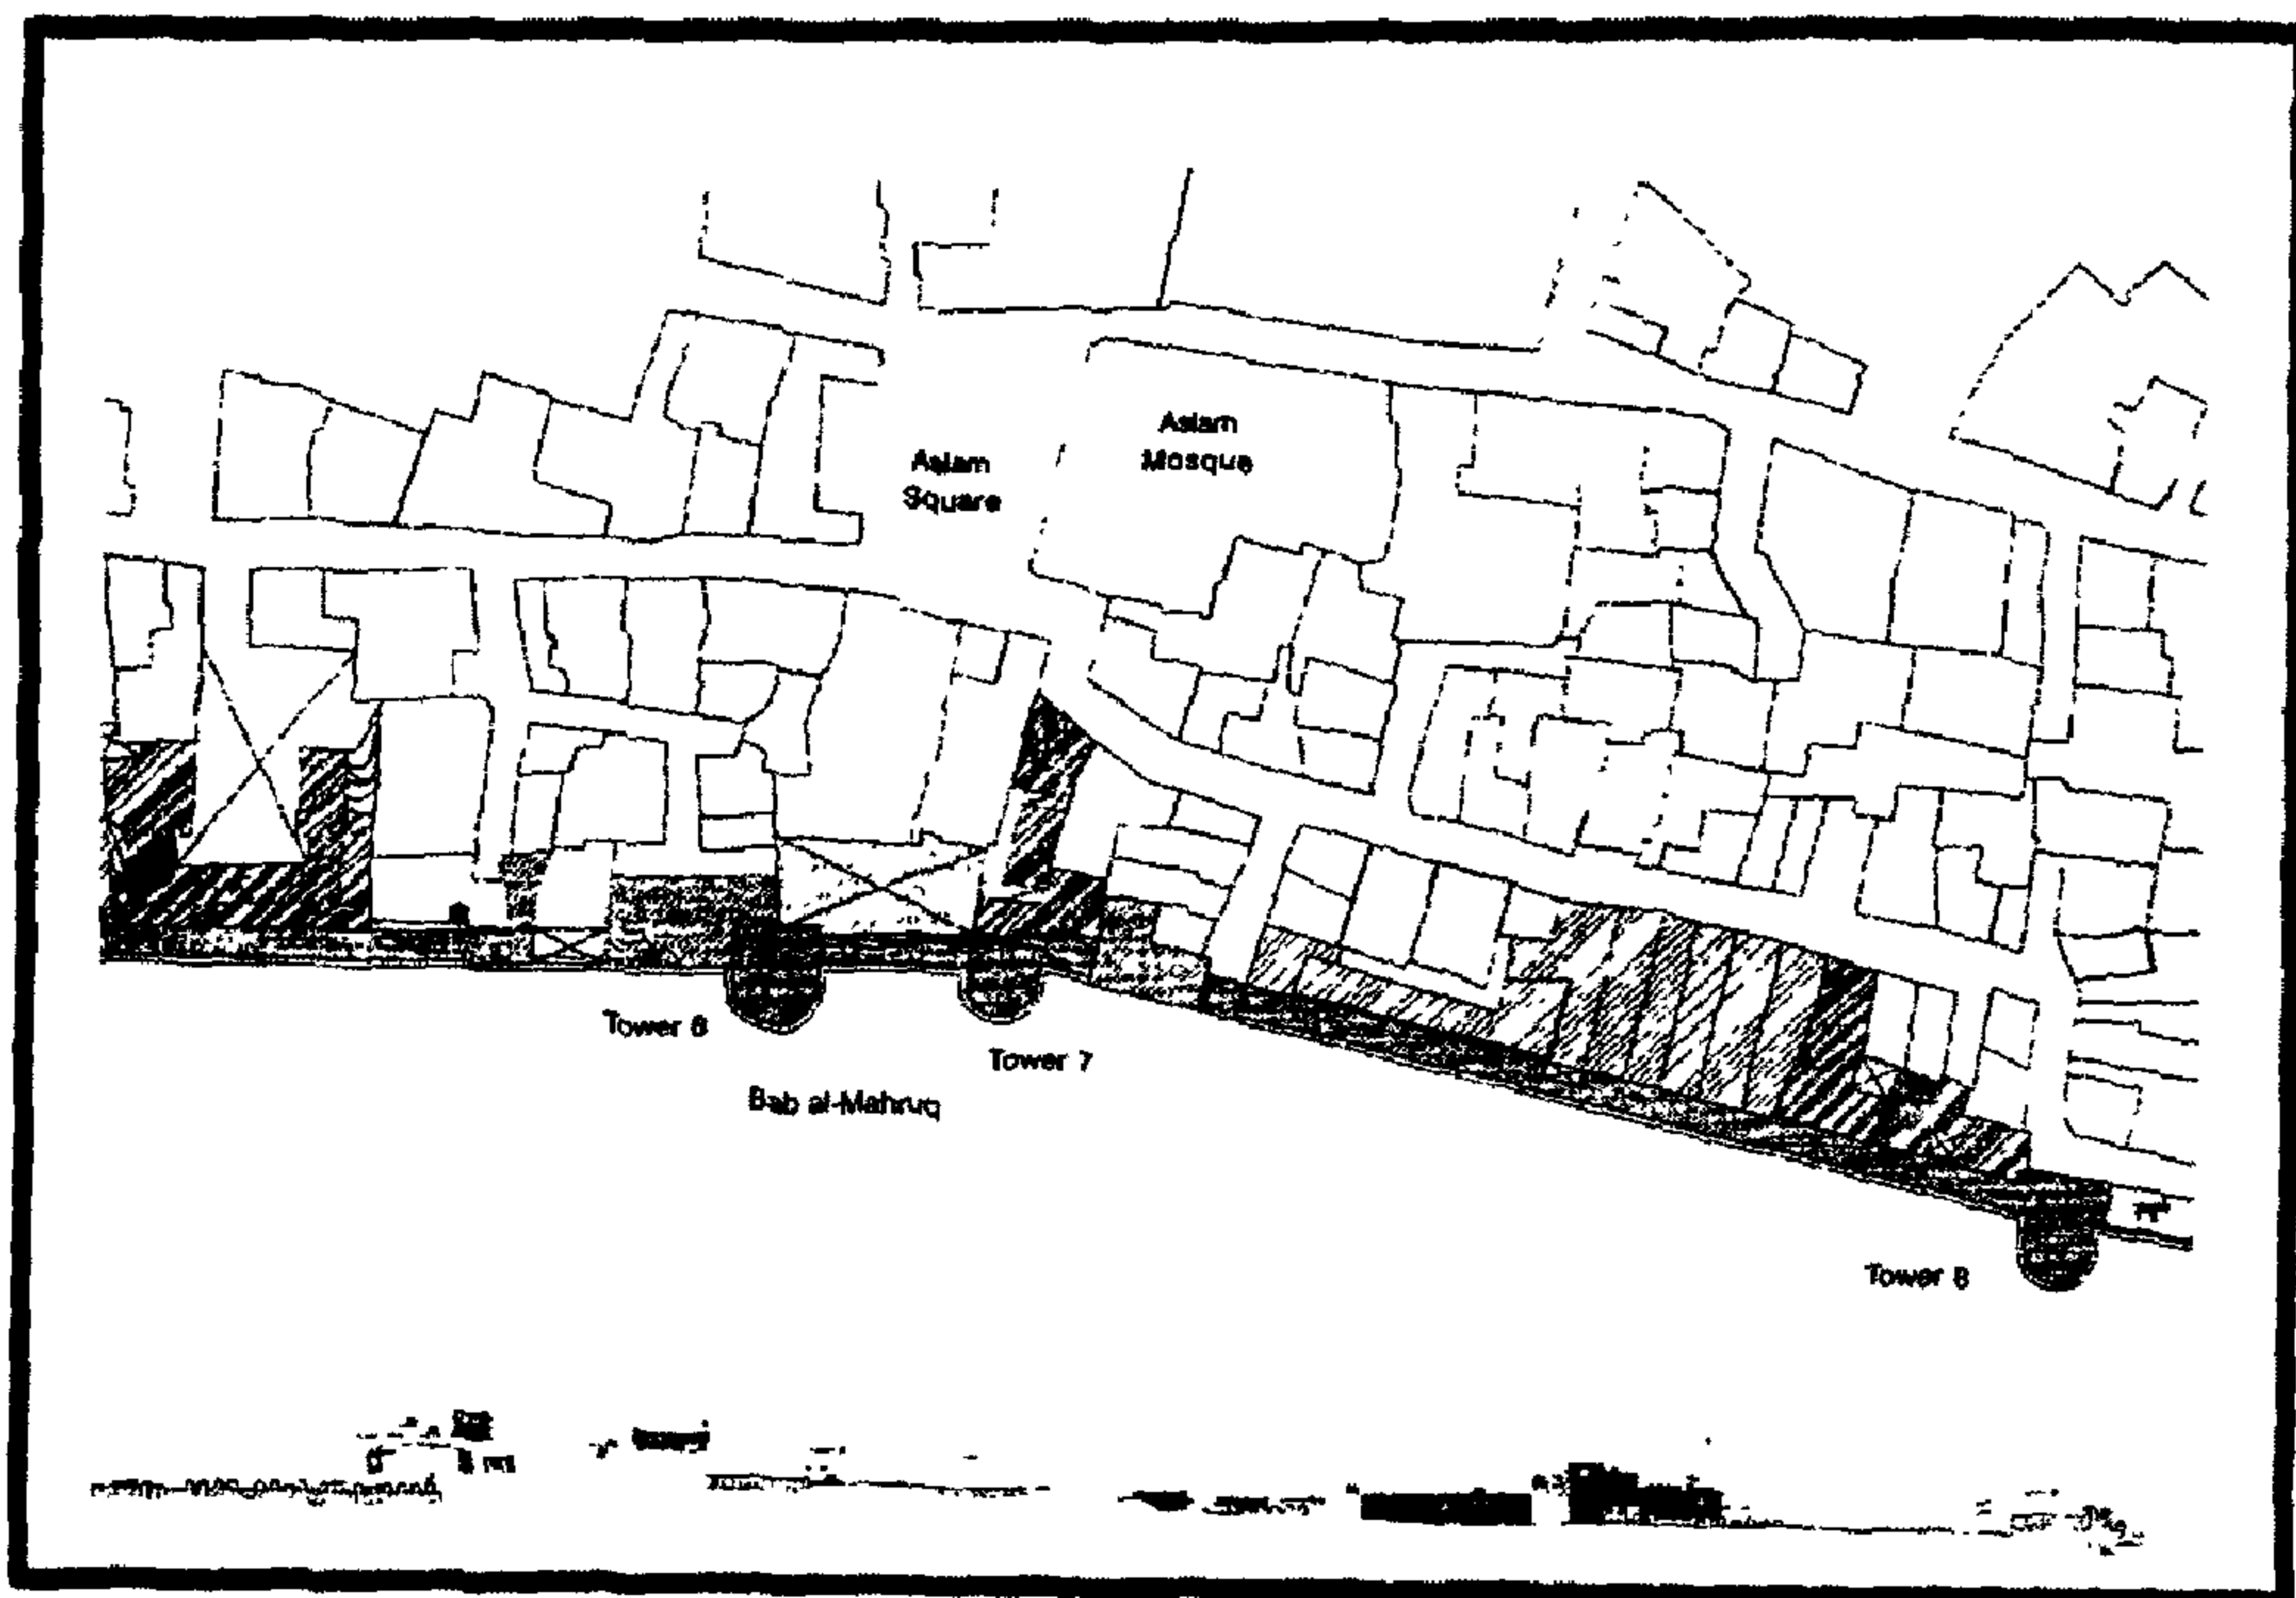 Aslam
Mosque
Aslam
Square
Tower 6
Tower 7
Bab al-Mahruq
Tower 8